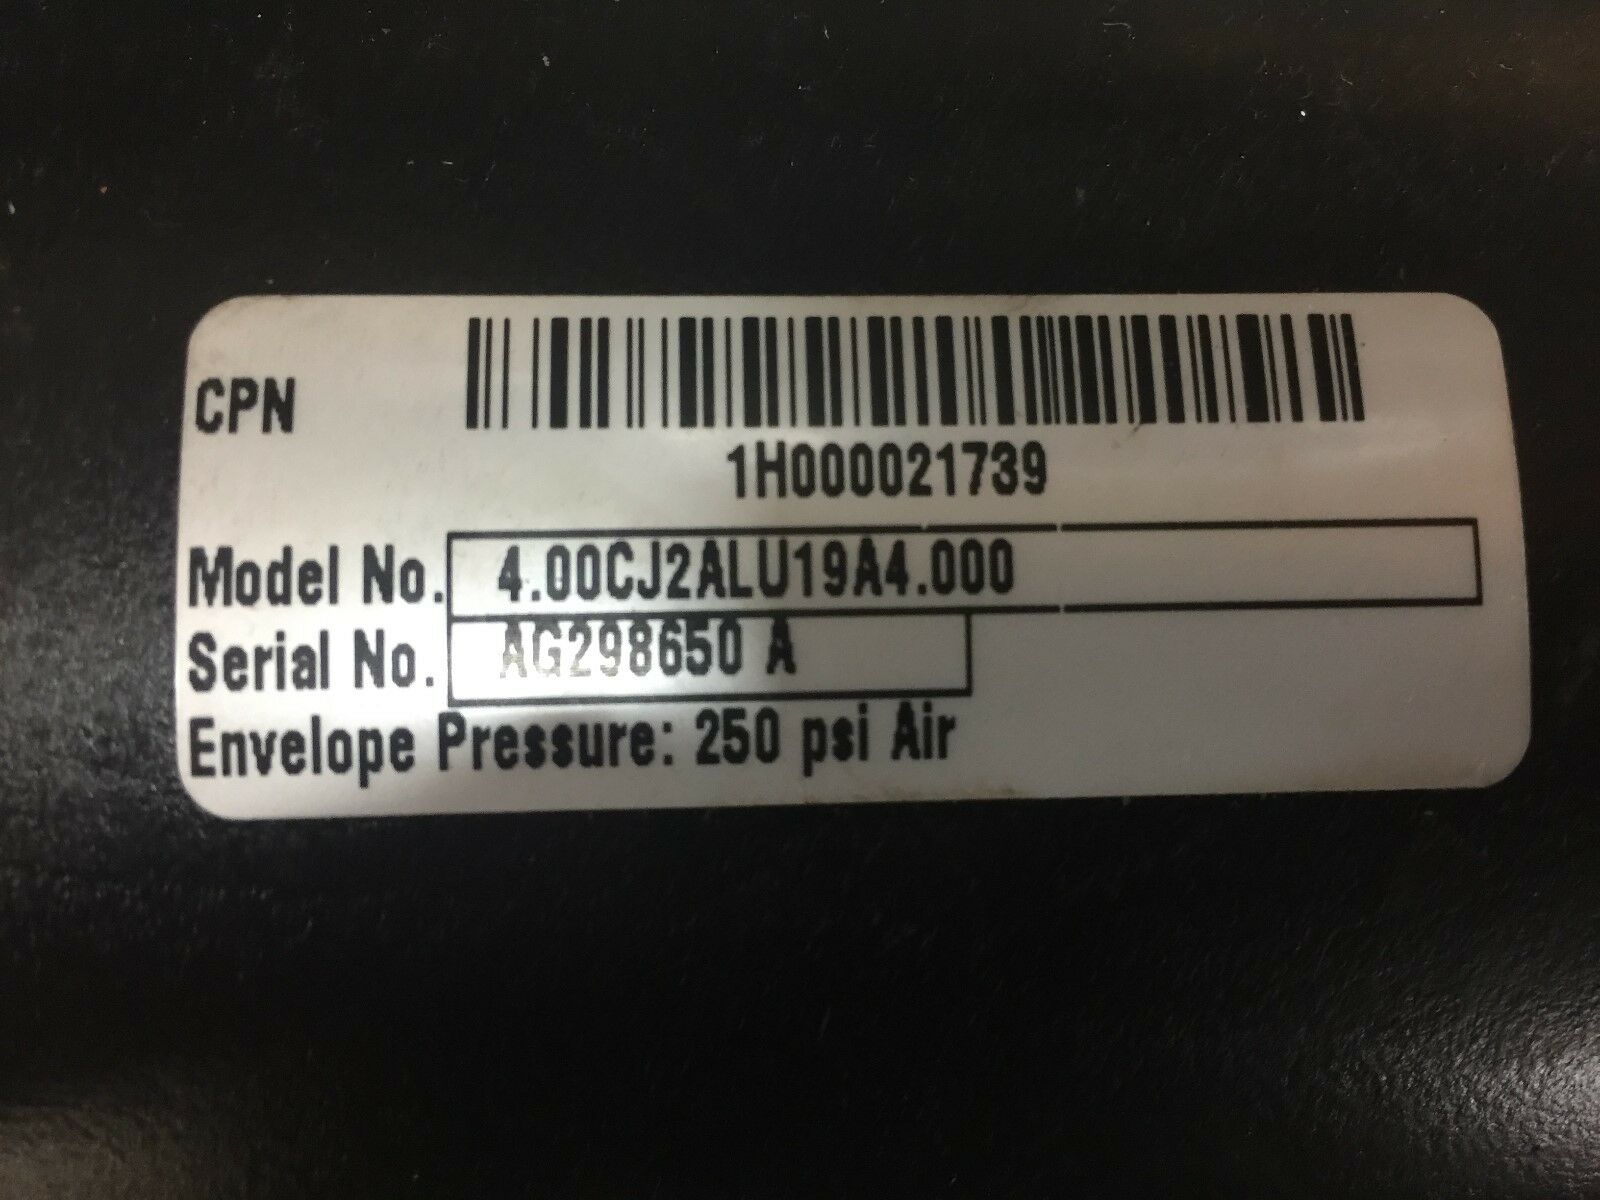 CPN
1H000021739
Model No. 4.00CJ2ALU19A4.000
Serial No. AG298650 A
Envelope Pressure: 250 psi Air